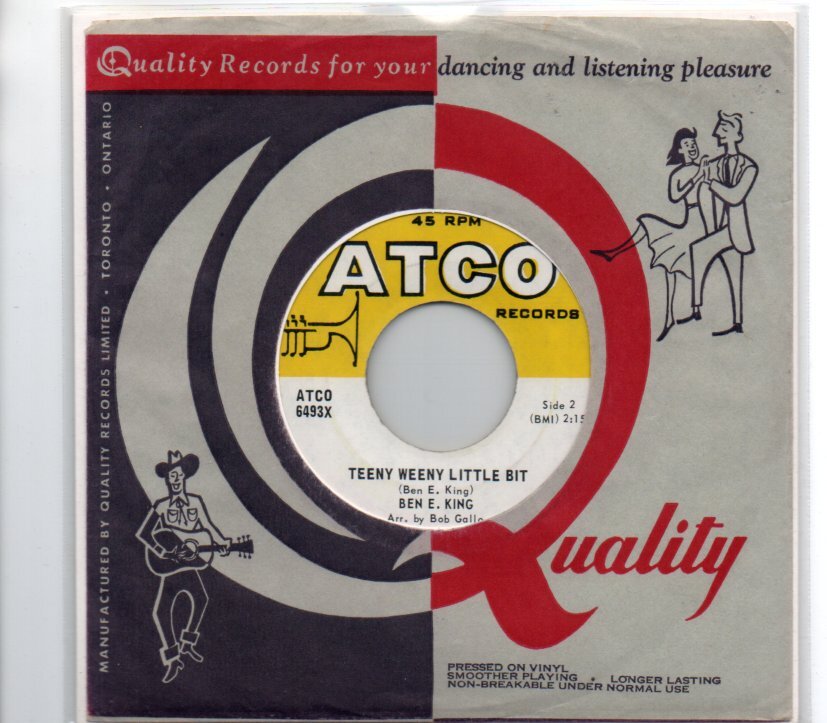 Quality Records for your dancing and listening pleasure
MANUFACTURED BY QUALITY RECORDS LIMITED • TORONTO • ONTARIO
45 RPM
ATCO
RECORDS
ATCO
6493X
Side 2
(BMI) 2:15
TEENY WEENY LITTLE BIT
(Ben E. King)
BEN E. KING
Arr. by Bob Gallo
Quality
PRESSED ON VINYL
SMOOTHER PLAYING • LONGER LASTING
NON-BREAKABLE UNDER NORMAL USE